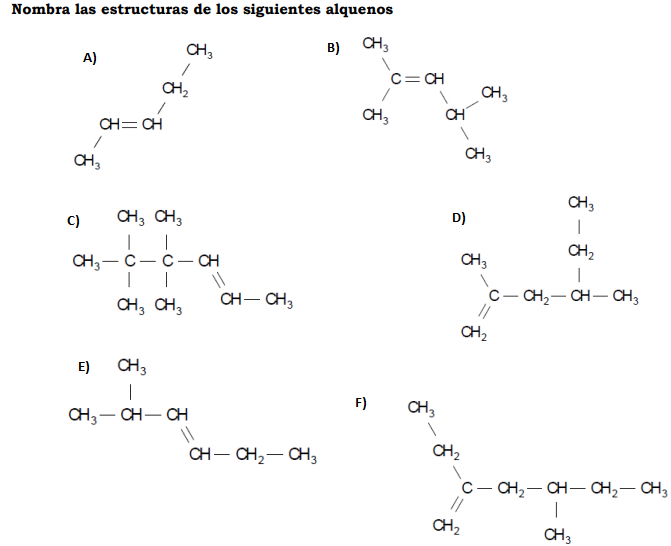 Nombra las estructuras de los siguientes alquenos
A)
CH₃
CH₂
CH=CH
CH₃
B)
CH₃
C=CH
CH₃
CH₃ CH
CH₃
C)
CH₃ CH₃
CH₃— C— C— CH
CH₃ CH₃ CH— CH₃
D)
CH₃
CH₂
CH₃
C— CH₂— CH— CH₃
CH₂
E)
CH₃
CH₃— CH— CH
CH— CH₂— CH₃
F)
CH₃
CH₂
C— CH₂— CH— CH₂— CH₃
CH₂
CH₃